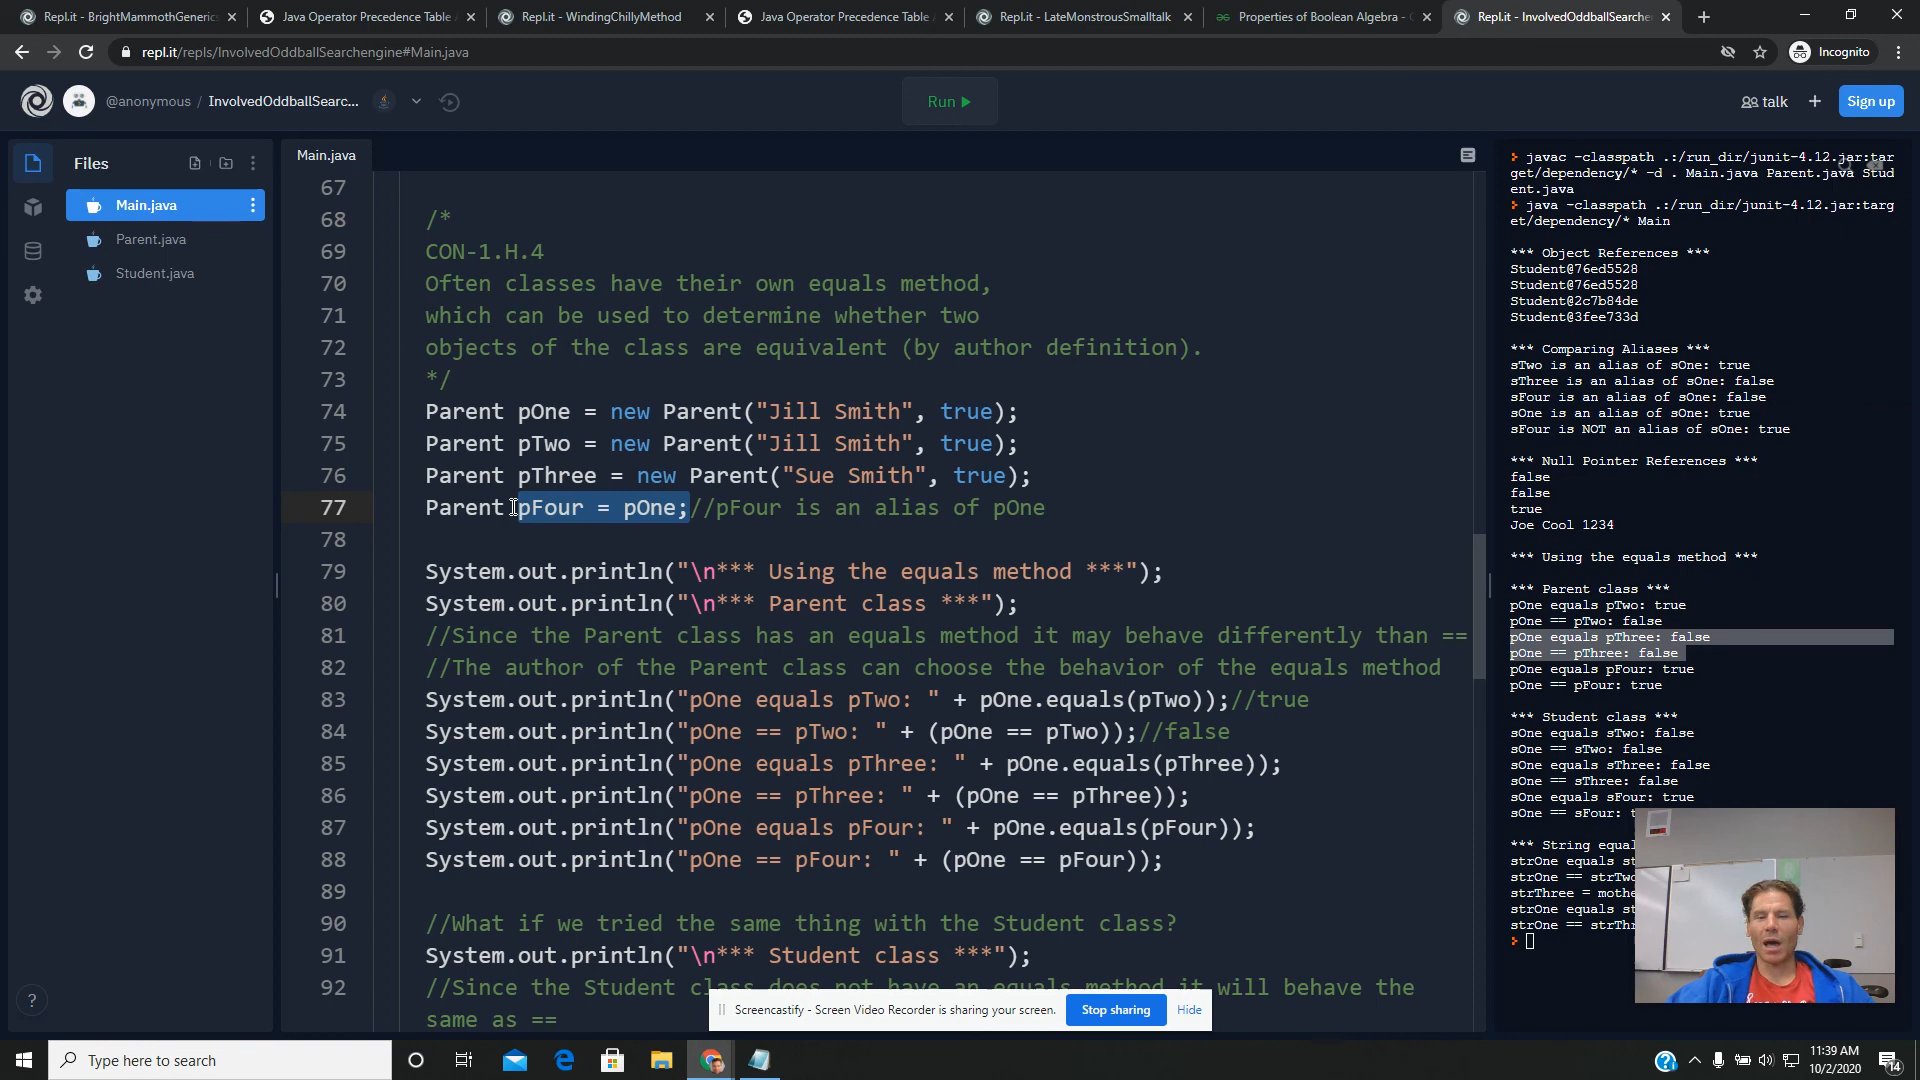 Repl.it - BrightMammothGenerics
Java Operator Precedence Table
Repl.it - WindingChillyMethod
Java Operator Precedence Table
Repl.it - LateMonstrousSmalltalk
Properties of Boolean Algebra -
Repl.it - InvolvedOddballSearche
repl.it/repls/InvolvedOddballSearchengine#Main.java
Incognito
@anonymous / InvolvedOddballSearc...
Run
talk
Sign up
Files
Main.java
Parent.java
Student.java
Main.java
67
68 /*
69 CON-1.H.4
70 Often classes have their own equals method,
71 which can be used to determine whether two
72 objects of the class are equivalent (by author definition).
73 */
74 Parent pOne = new Parent("Jill Smith", true);
75 Parent pTwo = new Parent("Jill Smith", true);
76 Parent pThree = new Parent("Sue Smith", true);
77 Parent pFour = pOne;//pFour is an alias of pOne
78
79 System.out.println("\n*** Using the equals method ***");
80 System.out.println("\n*** Parent class ***");
81 //Since the Parent class has an equals method it may behave differently than ==
82 //The author of the Parent class can choose the behavior of the equals method
83 System.out.println("pOne equals pTwo: " + pOne.equals(pTwo));//true
84 System.out.println("pOne == pTwo: " + (pOne == pTwo));//false
85 System.out.println("pOne equals pThree: " + pOne.equals(pThree));
86 System.out.println("pOne == pThree: " + (pOne == pThree));
87 System.out.println("pOne equals pFour: " + pOne.equals(pFour));
88 System.out.println("pOne == pFour: " + (pOne == pFour));
89
90 //What if we tried the same thing with the Student class?
91 System.out.println("\n*** Student class ***");
92 //Since the Student class does not have an equals method it will behave the
same as ==
javac -classpath .:/run_dir/junit-4.12.jar:tar
get/dependency/* -d . Main.java Parent.java Stud
ent.java
java -classpath .:/run_dir/junit-4.12.jar:targ
et/dependency/* Main
*** Object References ***
Student@76ed5528
Student@76ed5528
Student@2c7b84de
Student@3fee733d
*** Comparing Aliases ***
sTwo is an alias of sOne: true
sThree is an alias of sOne: false
sFour is an alias of sOne: false
sOne is an alias of sOne: true
sFour is NOT an alias of sOne: true
*** Null Pointer References ***
false
false
true
Joe Cool 1234
*** Using the equals method ***
*** Parent class ***
pOne equals pTwo: true
pOne == pTwo: false
pOne equals pThree: false
pOne == pThree: false
pOne equals pFour: true
pOne == pFour: true
*** Student class ***
sOne equals sTwo: false
sOne == sTwo: false
sOne equals sThree: false
sOne == sThree: false
sOne equals sFour: true
sOne == sFour: t
*** String equal
strOne equals st
strOne == strTwo
strThree = mothe
strOne equals st
strOne == strThr
Screencastify - Screen Video Recorder is sharing your screen.
Stop sharing
Hide
Type here to search
11:39 AM
10/2/2020
14